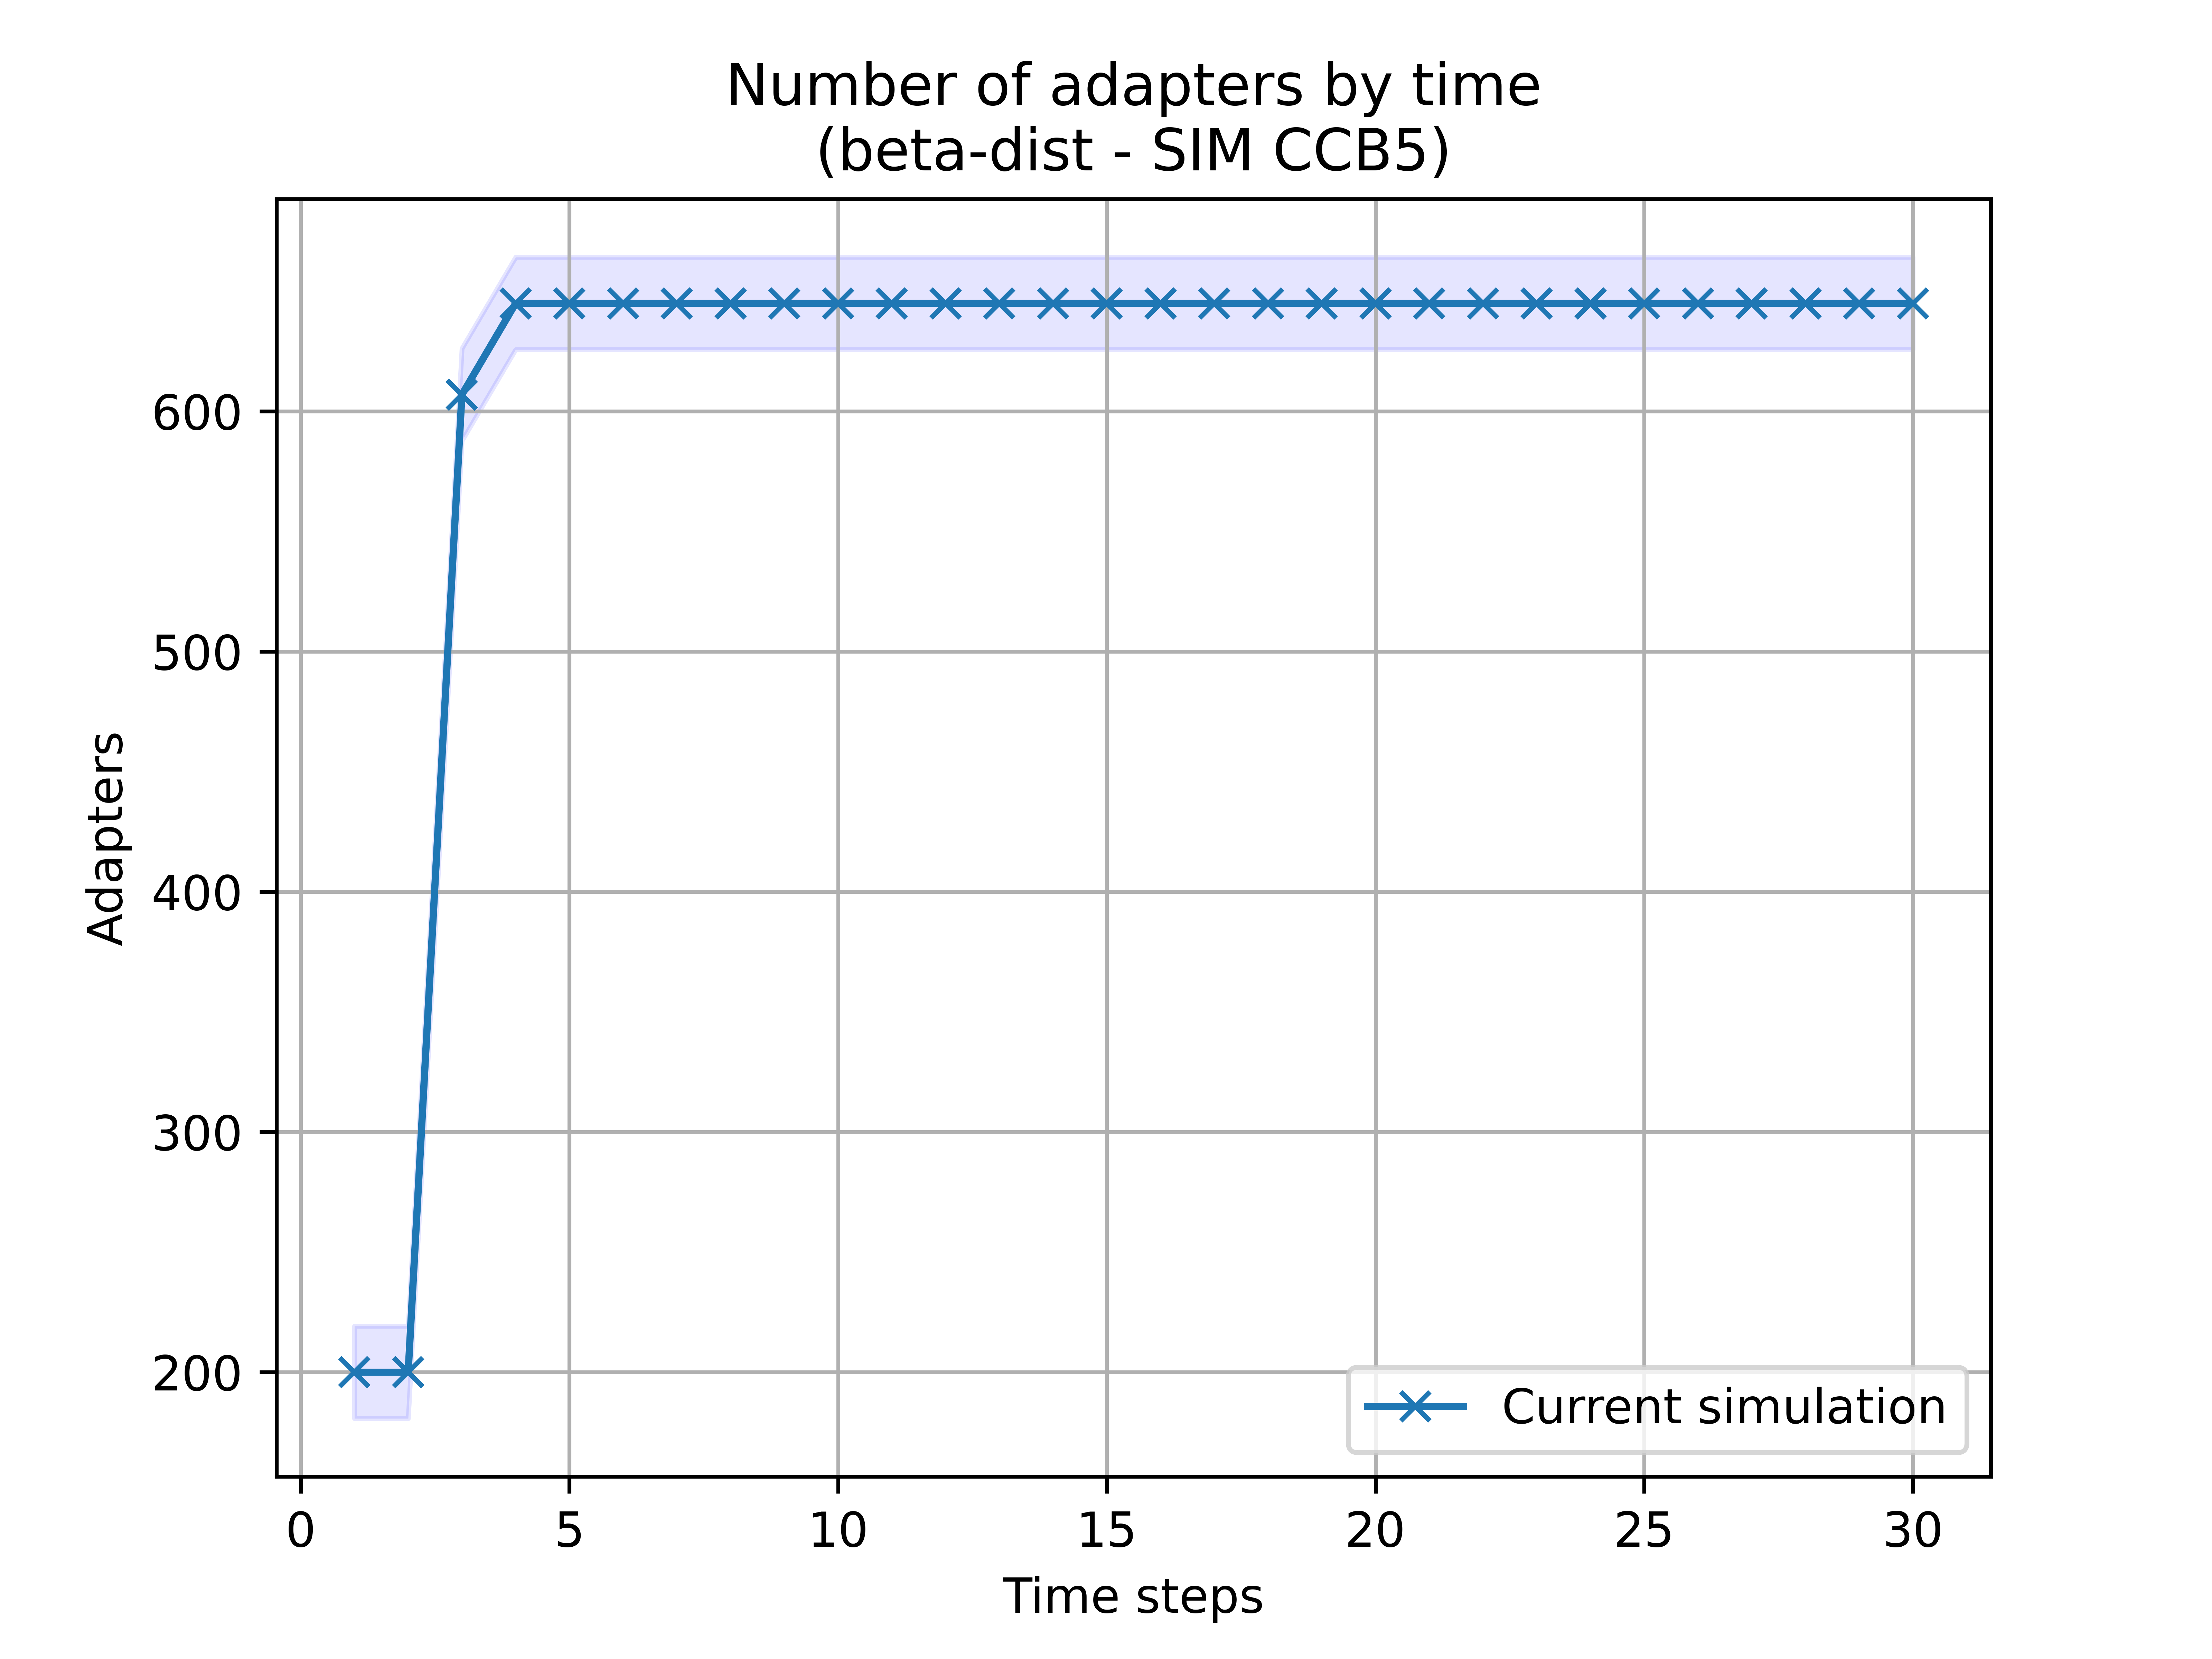 Number of adapters by time
(beta-dist - SIM CCB5)
Adapters
600
500
400
300
200
Current simulation
0 5 10 15 20 25 30
Time steps